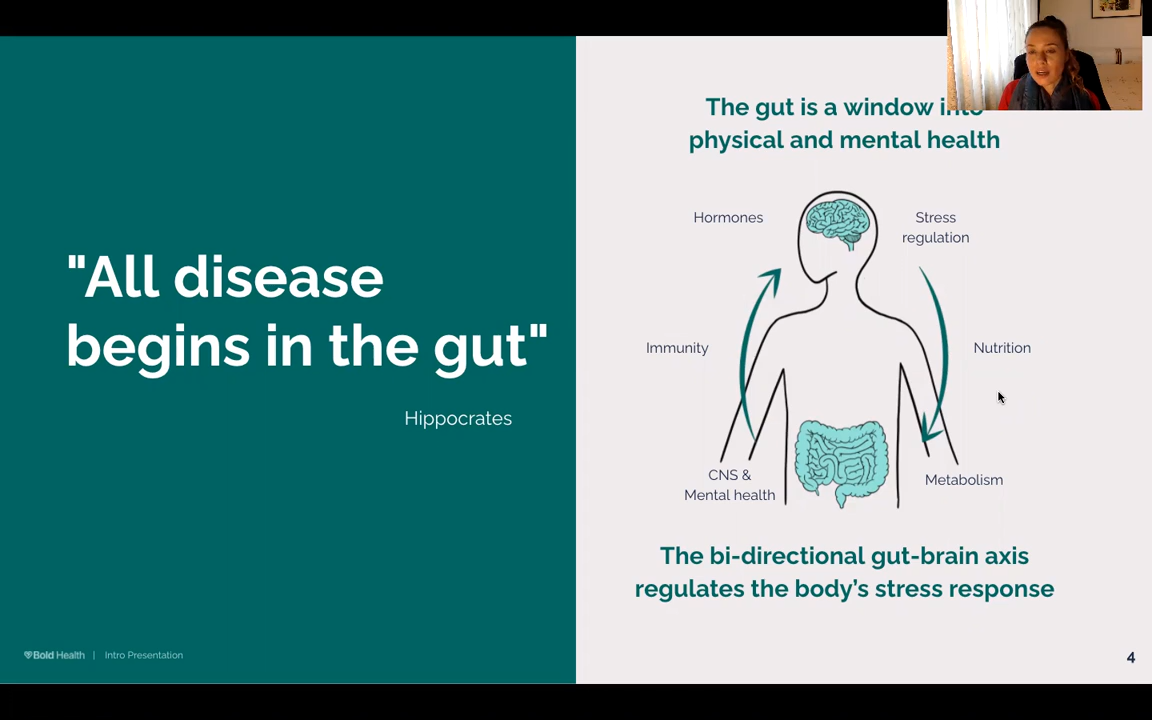 "All disease
begins in the gut"
Hippocrates
The gut is a window into
physical and mental health
Hormones
Stress
regulation
Immunity
Nutrition
CNS &
Mental health
Metabolism
The bi-directional gut-brain axis
regulates the body's stress response
Bold Health | Intro Presentation
4